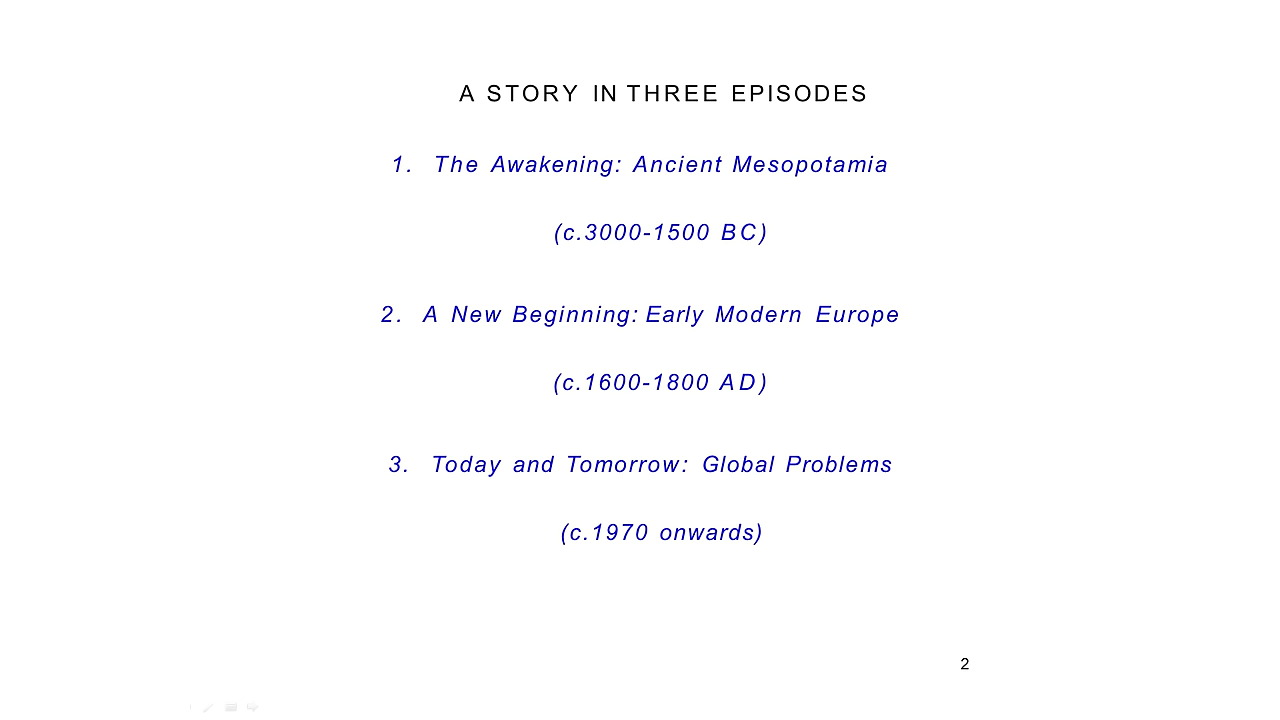 A STORY IN THREE EPISODES
1. The Awakening: Ancient Mesopotamia
(c.3000-1500 BC)
2. A New Beginning: Early Modern Europe
(c.1600-1800 AD)
3. Today and Tomorrow: Global Problems
(c.1970 onwards)
2